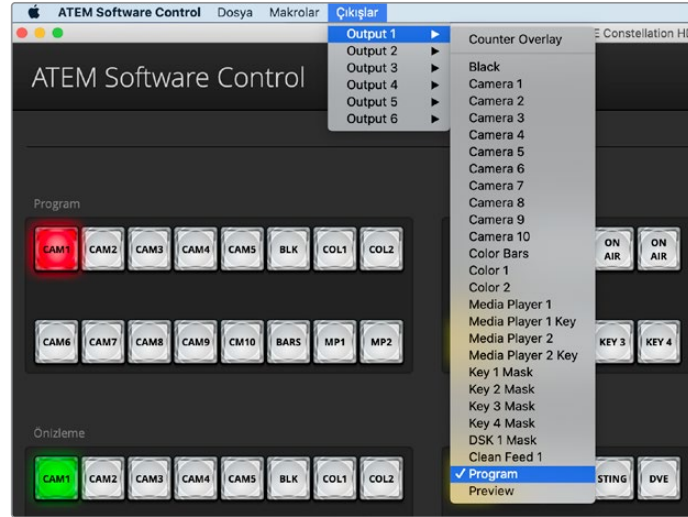 ATEM Software Control Dosya Makrolar Çıkışlar
E Constellation HD
ATEM Software Control
Output 1
Output 2
Output 3
Output 4
Output 5
Output 6
Counter Overlay
Black
Camera 1
Camera 2
Camera 3
Camera 4
Camera 5
Camera 6
Camera 7
Camera 8
Camera 9
Camera 10
Color Bars
Color 1
Color 2
Media Player 1
Media Player 1 Key
Media Player 2
Media Player 2 Key
Key 1 Mask
Key 2 Mask
Key 3 Mask
Key 4 Mask
DSK 1 Mask
Clean Feed 1
Program
Preview
Program
CAM1 CAM2 CAM3 CAM4 CAM5 BLK COL1 COL2
ON AIR ON AIR
CAM6 CAM7 CAM8 CAM9 CM10 BARS MP1 MP2
KEY 3 KEY 4
Önizleme
CAM1 CAM2 CAM3 CAM4 CAM5 BLK COL1 COL2
STING DVE